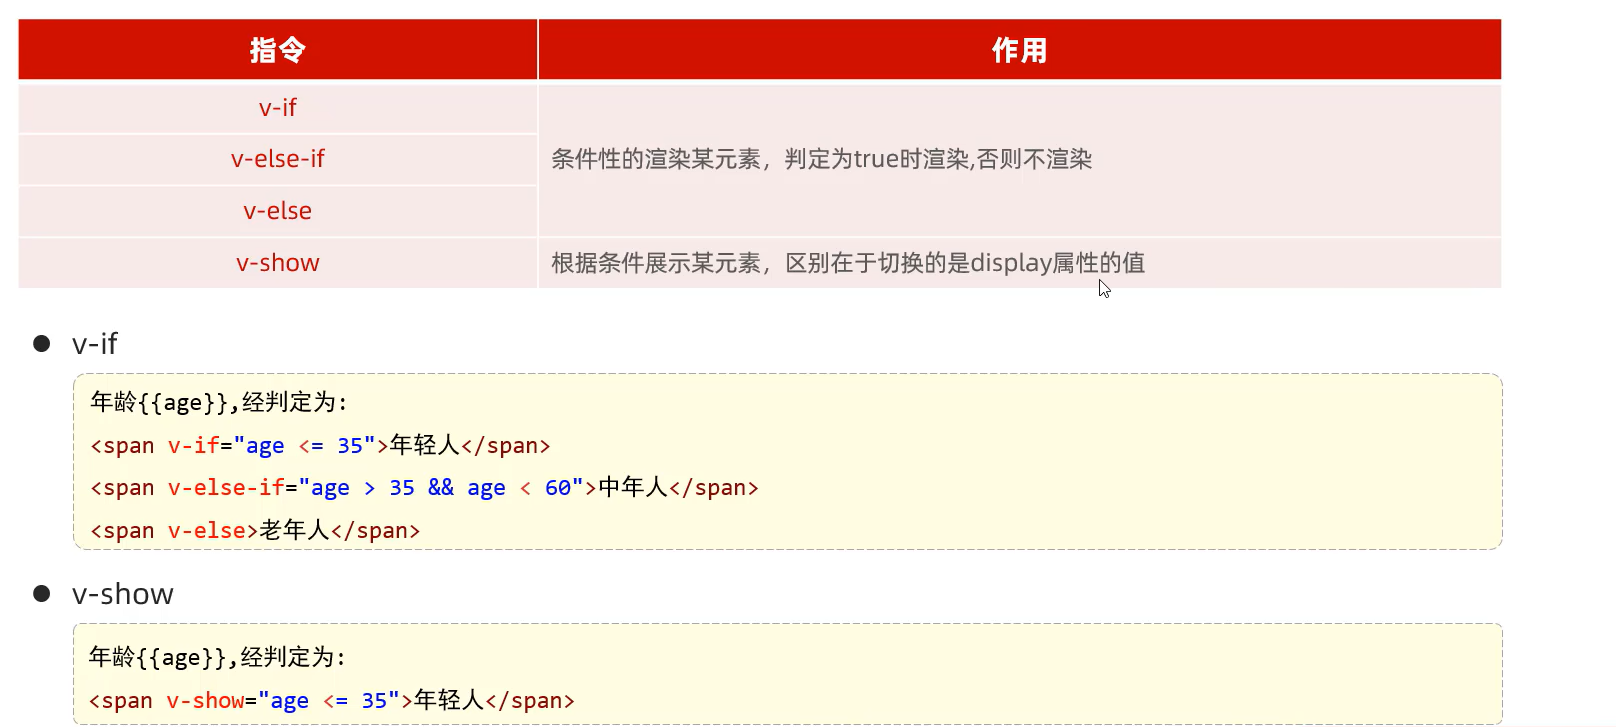 指令 作用
v-if
v-else-if 条件性的渲染某元素，判定为true时渲染,否则不渲染
v-else
v-show 根据条件展示某元素，区别在于切换的是display属性的值
● v-if
年龄{{age}},经判定为:
<span v-if="age <= 35">年轻人</span>
<span v-else-if="age > 35 && age < 60">中年人</span>
<span v-else>老年人</span>
● v-show
年龄{{age}},经判定为:
<span v-show="age <= 35">年轻人</span>